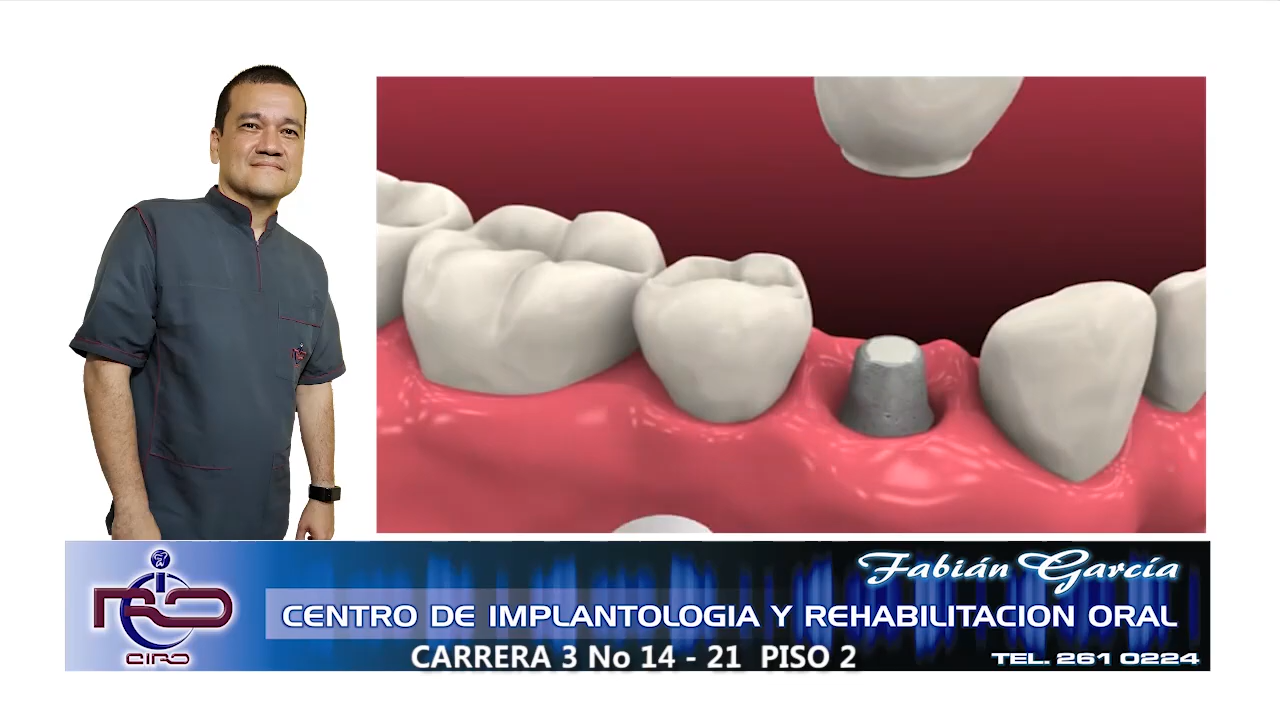 Fabián García
CENTRO DE IMPLANTOLOGIA Y REHABILITACION ORAL
CIRO
CARRERA 3 No 14 - 21 PISO 2
TEL. 261 0224